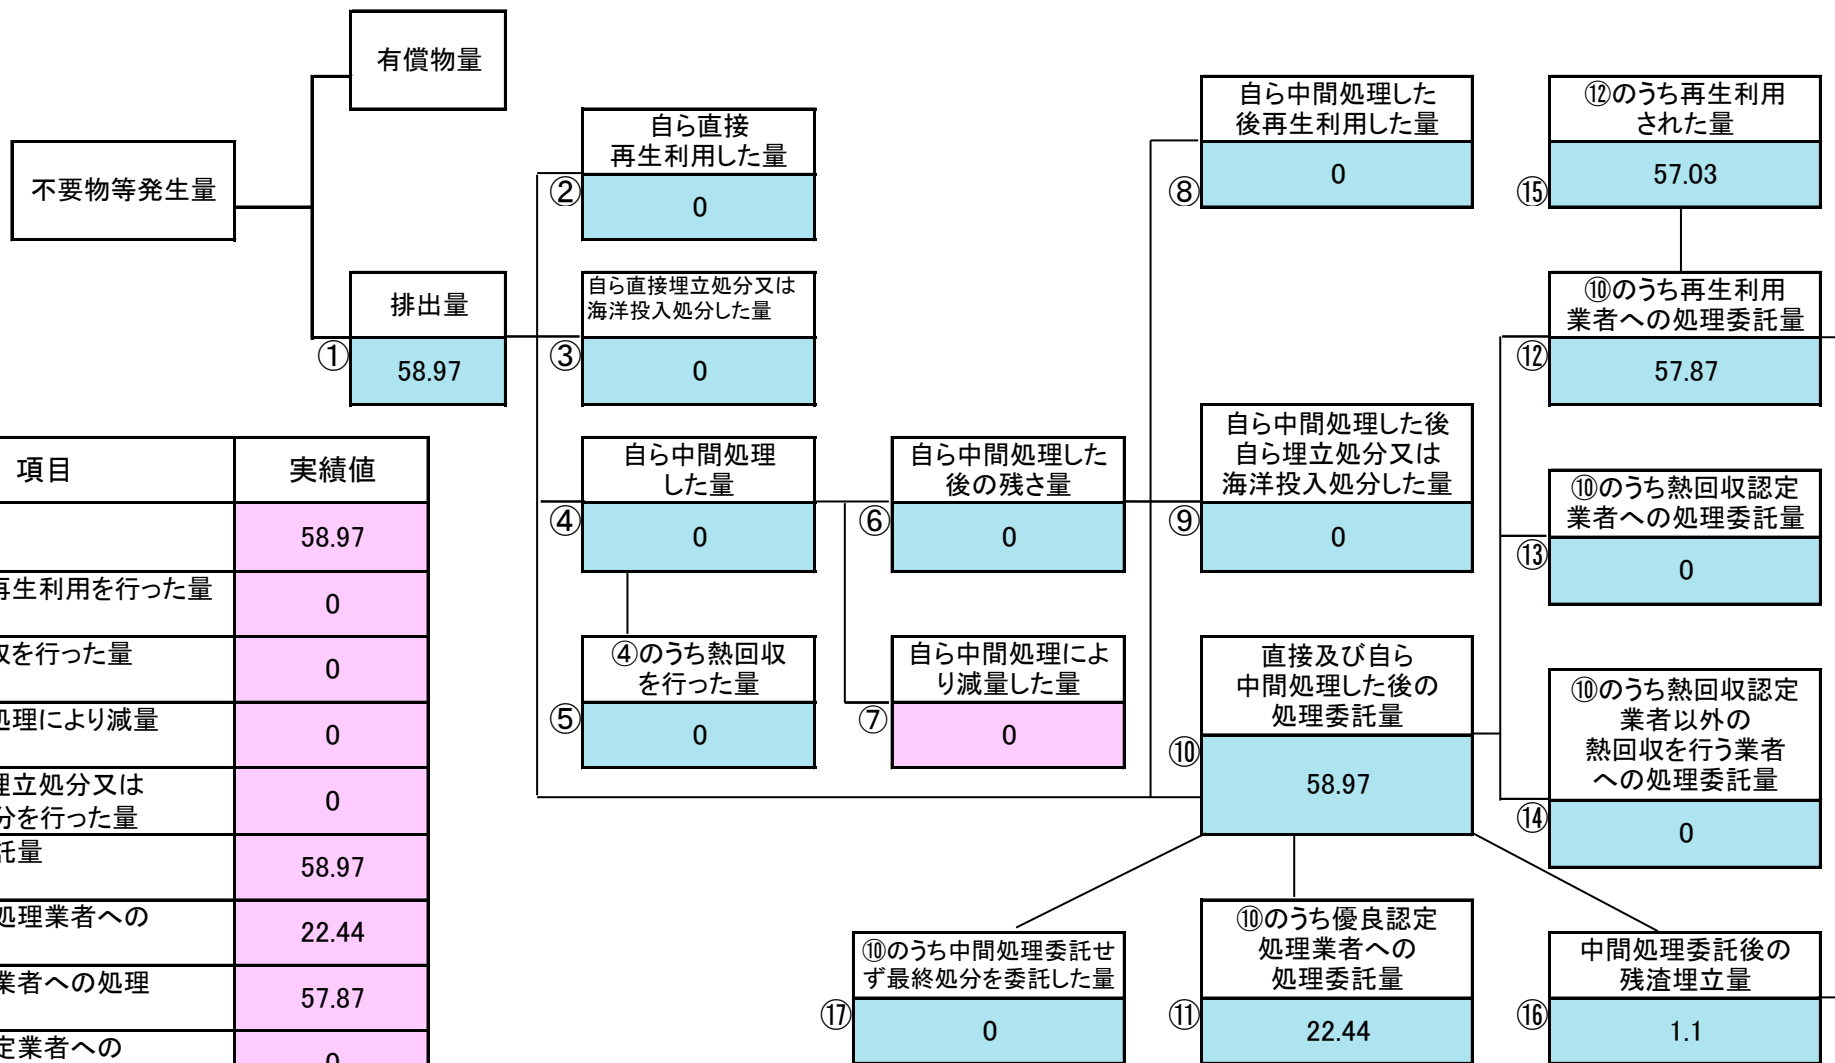 有償物量
不要物等発生量
排出量
①
58.97
自ら直接
再生利用した量
②
0
自ら直接埋立処分又は
海洋投入処分した量
③
0
自ら中間処理
した量
④
0
④のうち熱回収
を行った量
⑤
0
自ら中間処理した
後の残さ量
⑥
0
自ら中間処理によ
り減量した量
⑦
0
自ら中間処理した
後再生利用した量
⑧
0
自ら中間処理した後
自ら埋立処分又は
海洋投入処分した量
⑨
0
直接及び自ら
中間処理した後の
処理委託量
⑩
58.97
⑩のうち優良認定
処理業者への
処理委託量
⑪
22.44
⑫のうち再生利用
された量
⑮
57.03
⑩のうち再生利用
業者への処理委託量
⑫
57.87
⑩のうち熱回収認定
業者への処理委託量
⑬
0
⑩のうち熱回収認定
業者以外の
熱回収を行う業者
への処理委託量
⑭
0
中間処理委託後の
残渣埋立量
⑯
1.1
⑩のうち中間処理委託せ
ず最終処分を委託した量
⑰
0
項目 実績値
58.97
再生利用を行った量
0
収を行った量
0
処理により減量
0
埋立処分又は
分を行った量
0
託量
58.97
処理業者への
22.44
業者への処理
57.87
定業者への
0